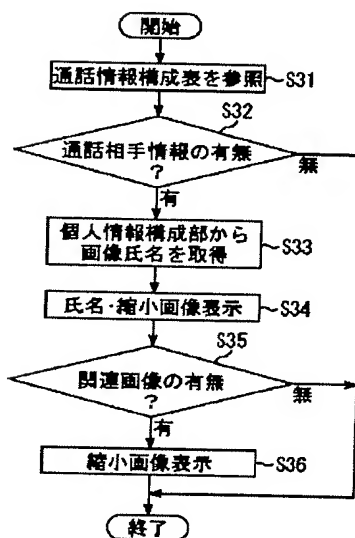 開始
通話情報構成表を参照
S31
S32
通話相手情報の有無
?
無
有
個人情報構成部から
画像氏名を取得
S33
氏名·縮小画像表示
S34
S35
関連画像の有無
?
無
有
縮小画像表示
S36
終了